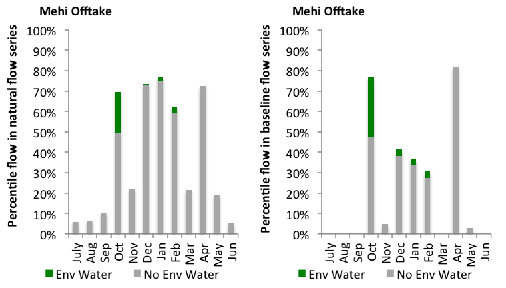 Mehi Offtake
Percentile flow in natural flow series
100%
90%
80%
70%
60%
50%
40%
30%
20%
10%
0%
July
Aug
Sep
Oct
Nov
Dec
Jan
Feb
Mar
Apr
May
Jun
Env Water
No Env Water
Mehi Offtake
Percentile flow in baseline flow series
100%
90%
80%
70%
60%
50%
40%
30%
20%
10%
0%
July
Aug
Sep
Oct
Nov
Dec
Jan
Feb
Mar
Apr
May
Jun
Env Water
No Env Water